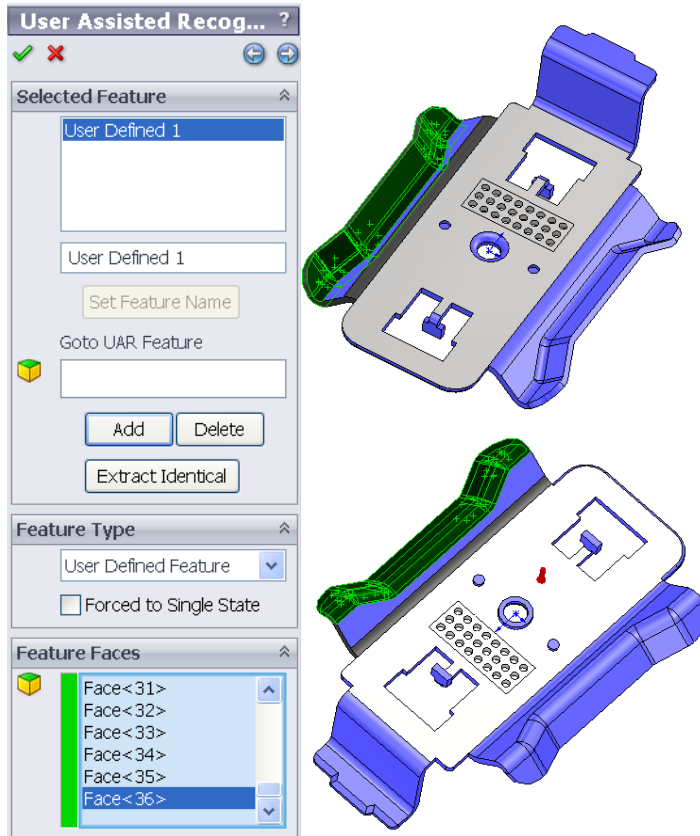 User Assisted Recog... ?
Selected Feature
User Defined 1
User Defined 1
Set Feature Name
Goto UAR Feature
Add Delete
Extract Identical
Feature Type
User Defined Feature
Forced to Single State
Feature Faces
Face<31>
Face<32>
Face<33>
Face<34>
Face<35>
Face<36>